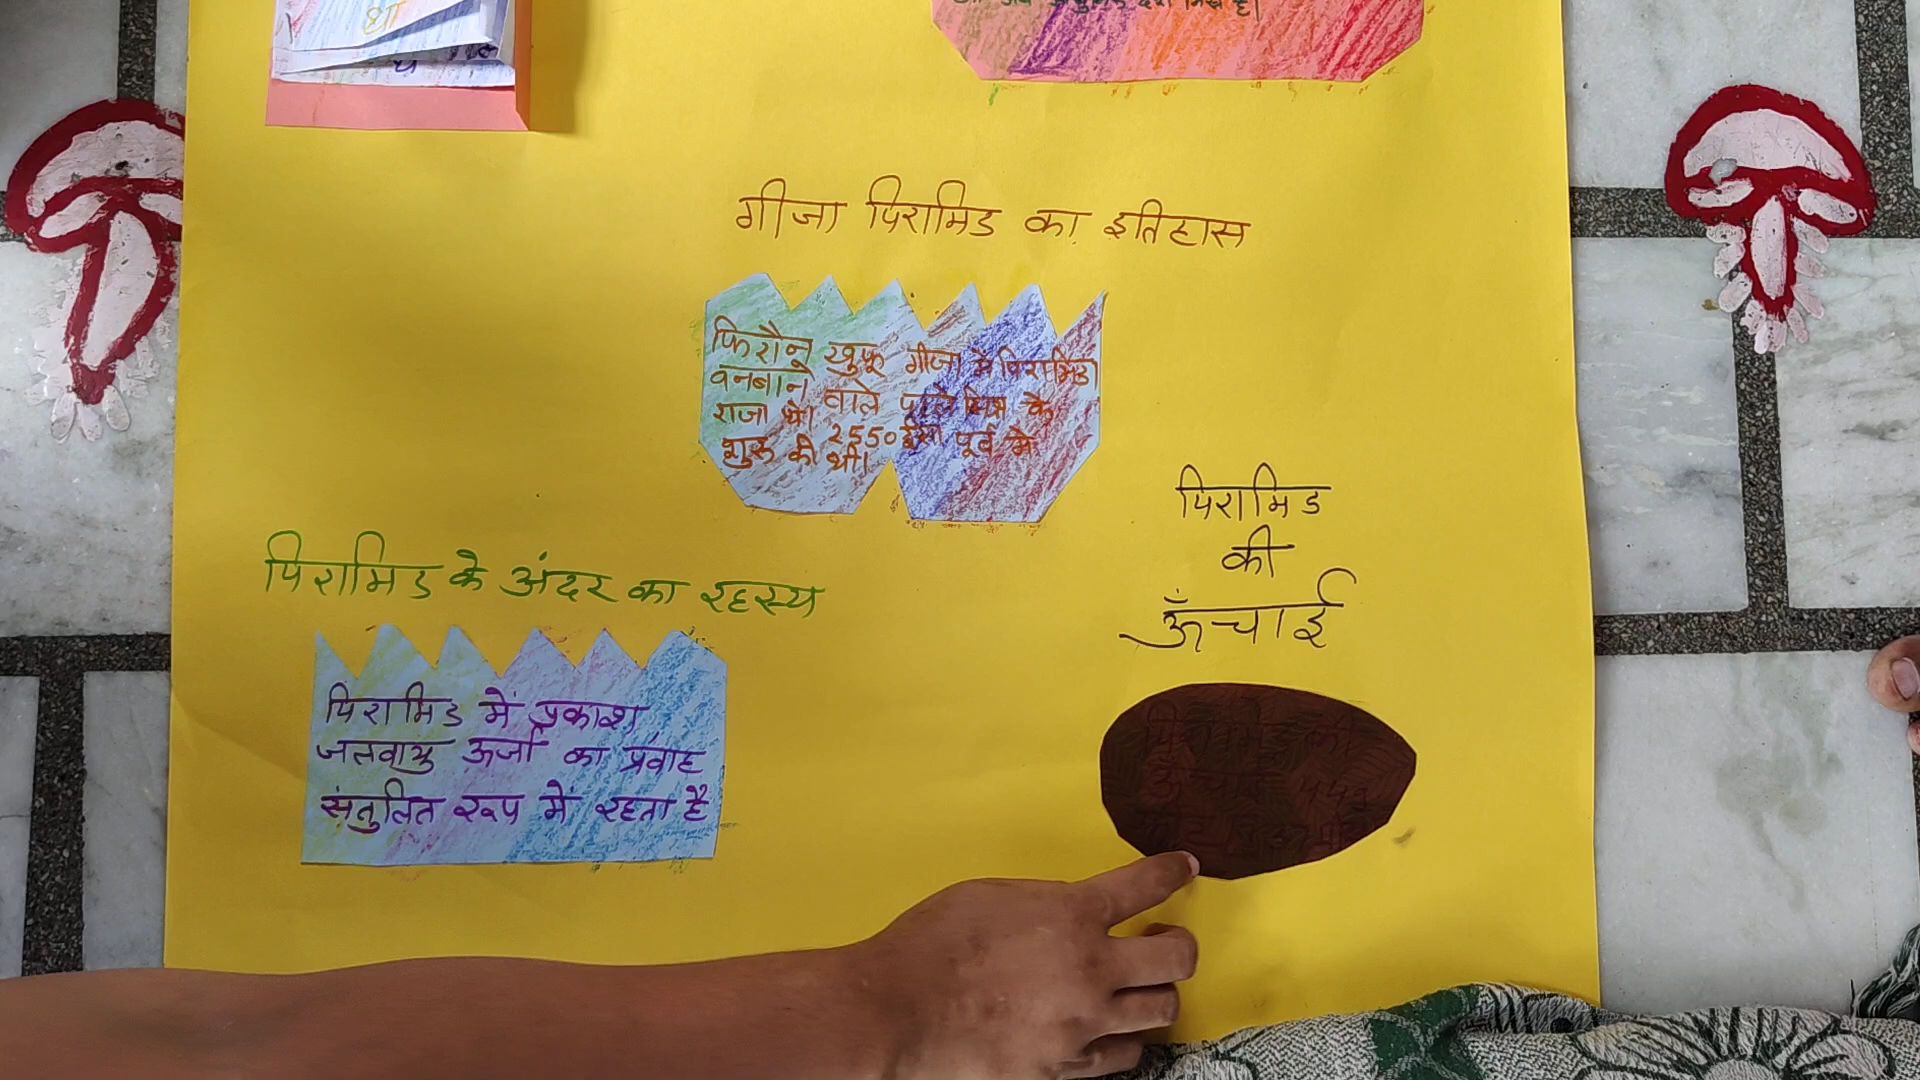 था
गीजा पिरामिड का इतिहास
फिरौन खुफू गीजा मे पिरामिड
बनबाने वाले पहले मिस्र के
राजा थे। 2550 ईसा पूर्व मे
शुरू की थी।
पिरामिड
की
ऊँचाई
पिरामिड के अंदर का रहस्य
पिरामिड में प्रकाश
जलवायु ऊर्जा का प्रवाह
संतुलित रूप में रहता है
पिरामिड की
ऊँचाई